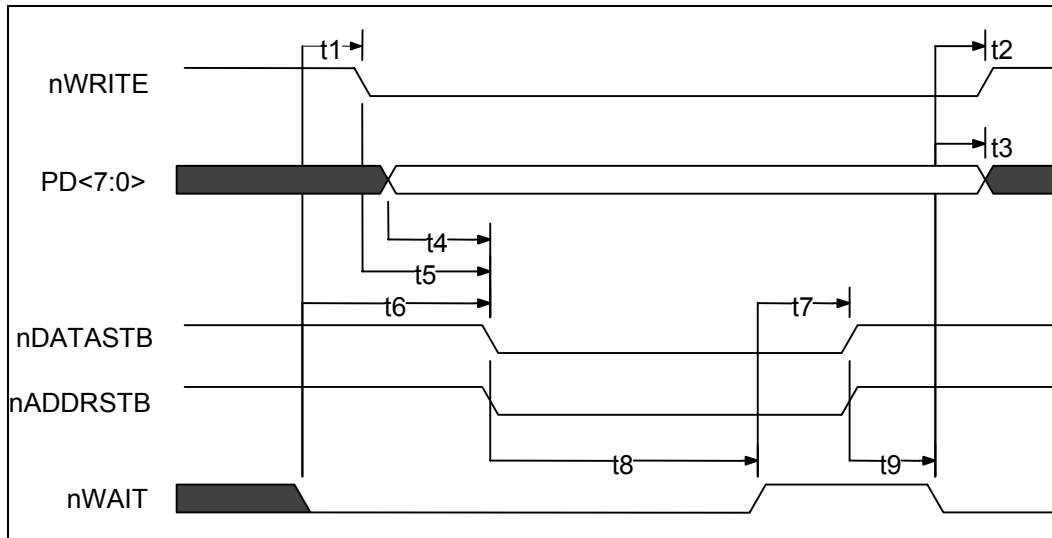 t1
t2
nWRITE
t3
PD<7:0>
t4
t5
t6
t7
nDATASTB
nADDRSTB
t8
t9
nWAIT